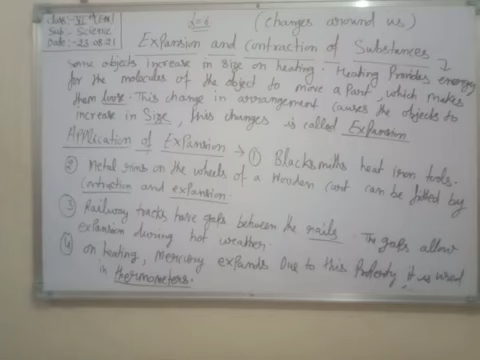 Class:- VI
Sub - Science
Date :- 23.08.21
(changes around us)
Expansion and contraction of Substances
Some objects increase in size on heating. Heating Provides energy
for the molecules of the object to move a Part, which makes
them loose. This change in arrangement causes the objects to
increase in Size, this changes is called Expansion
Application of Expansion → ① Blacksmiths heat iron tools.
② Metal rims on the wheels of a wooden cart can be fitted by
contraction and expansion.
③ Railway tracks have gaps between the rails. The gaps allow
expansion during hot weather.
④ on heating, Mercury expands Due to this Property, it is used
in thermometers.